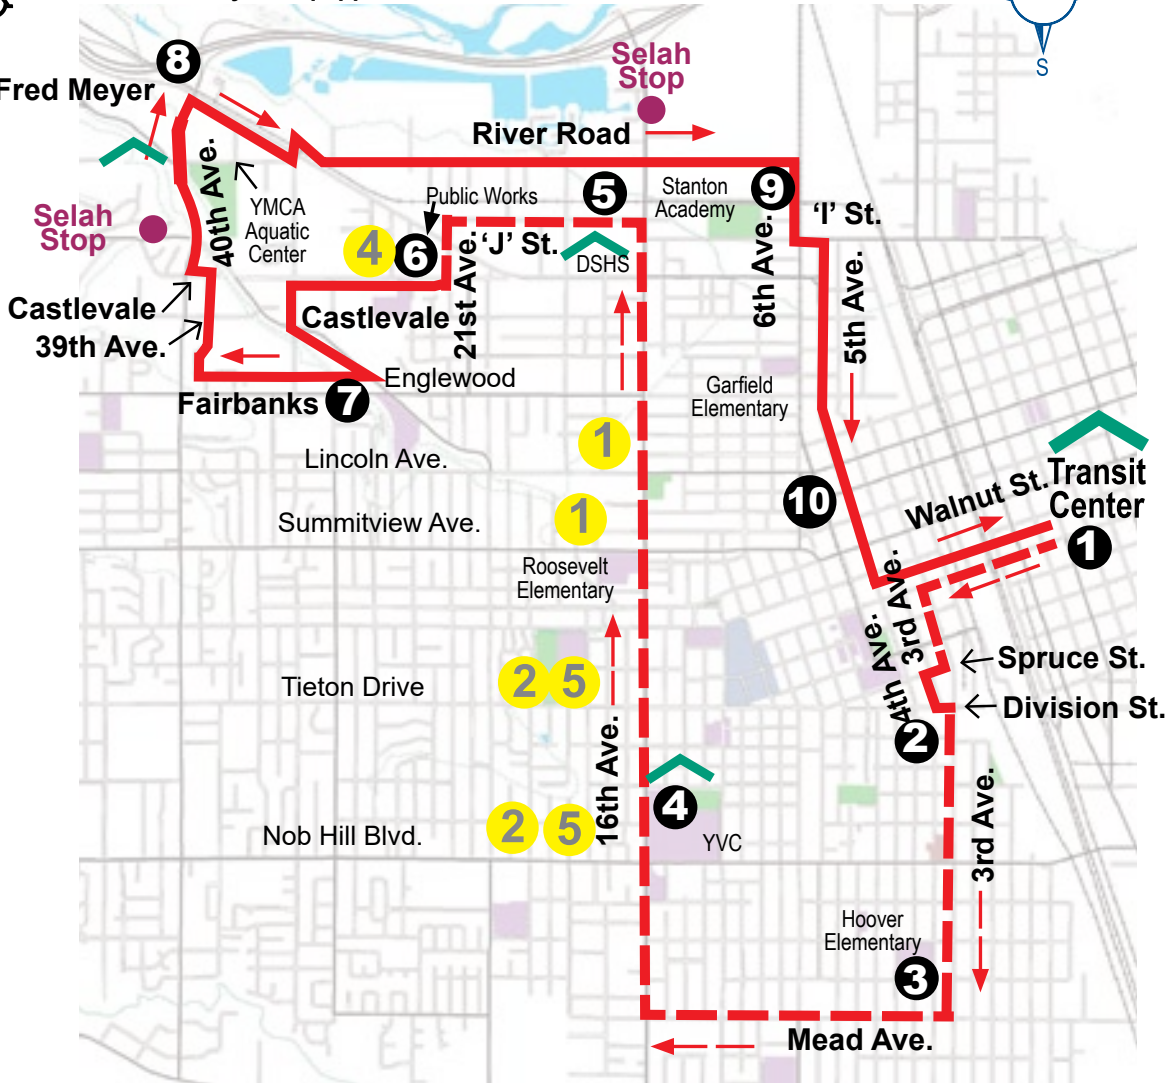 S
8
Fred Meyer
Selah
Stop
River Road
40th Ave.
YMCA
Aquatic
Center
Selah
Stop
Public Works
5
Stanton
Academy
9
'I' St.
4
6
'J' St.
DSHS
21st Ave.
6th Ave.
5th Ave.
Castlevale
39th Ave.
Castlevale
Englewood
Fairbanks
7
Garfield
Elementary
1
Lincoln Ave.
10
Walnut St.
Transit
Center
1
Summitview Ave.
1
Roosevelt
Elementary
4th Ave.
3rd Ave.
Spruce St.
Tieton Drive
2
5
Division St.
2
16th Ave.
4
3rd Ave.
Nob Hill Blvd.
2
5
YVC
Hoover
Elementary
3
Mead Ave.